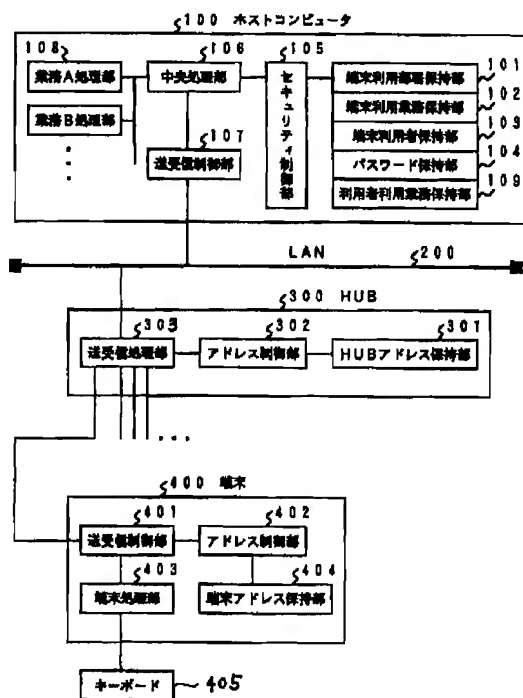 100 ホストコンピュータ
108 106 105
業務A処理部 中央処理部 セキュリティ制御部 端末利用部署保持部 101
端末利用業務保持部 102
業務B処理部 107 端末利用者保持部 103
送受信制御部 パスワード保持部 104
利用者利用業務保持部 109
LAN 200
300 HUB
303 302 301
送受信処理部 アドレス制御部 HUBアドレス保持部
400 端末
401 402
送受信制御部 アドレス制御部
403 404
端末処理部 端末アドレス保持部
キーボード 405